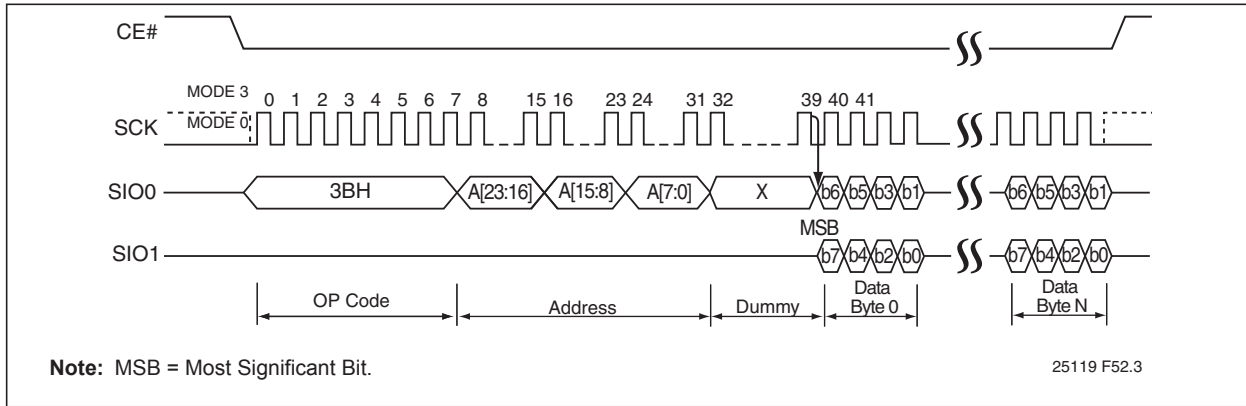 CE#
MODE 3
0 1 2 3 4 5 6 7 8 15 16 23 24 31 32 39 40 41
SCK MODE 0
SIO0 3BH A[23:16] A[15:8] A[7:0] X b6 b5 b3 b1 b6 b5 b3 b1
MSB
SIO1 b7 b4 b2 b0 b7 b4 b2 b0
OP Code Address Dummy Data Byte 0 Data Byte N
Note: MSB = Most Significant Bit.
25119 F52.3